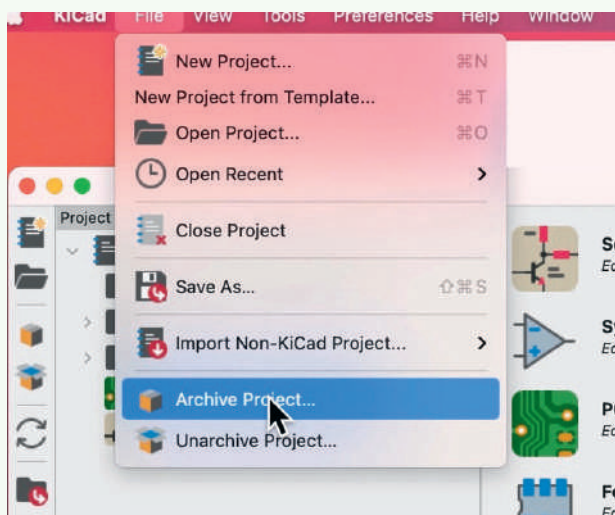 KiCad File View Tools Preferences Help Window
New Project... ⌘N
New Project from Template... ⌘T
Open Project... ⌘O
Open Recent
Close Project
Save As... ⇧⌘S
Import Non-KiCad Project...
Archive Project...
Unarchive Project...
Project